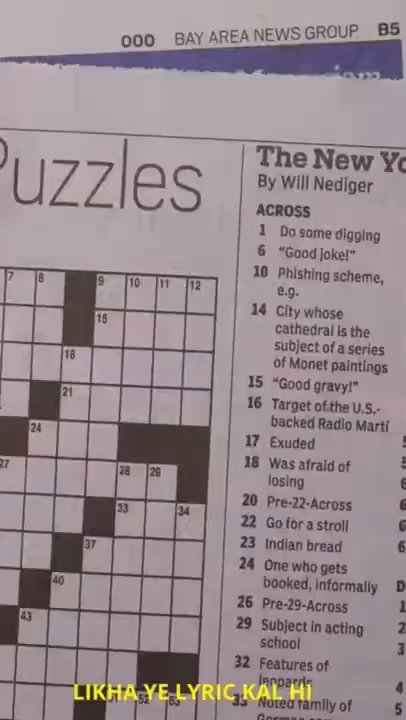 000 BAY AREA NEWS GROUP B5
Puzzles
The New Yo
By Will Nediger
ACROSS
1 Do some digging
6 "Good joke!"
10 Phishing scheme,
e.g.
14 City whose
cathedral is the
subject of a series
of Monet paintings
15 "Good gravy!"
16 Target of the U.S.-
backed Radio Martí
17 Exuded
18 Was afraid of
losing
20 Pre-22-Across
22 Go for a stroll
23 Indian bread
24 One who gets
booked, informally
26 Pre-29-Across
29 Subject in acting
school
32 Features of
leopards
33 Noted family of
7 8 9 10 11 12
15
18
21
24
27 28 29
33 34
37
40
43
LIKHA YE LYRIC KAL HI